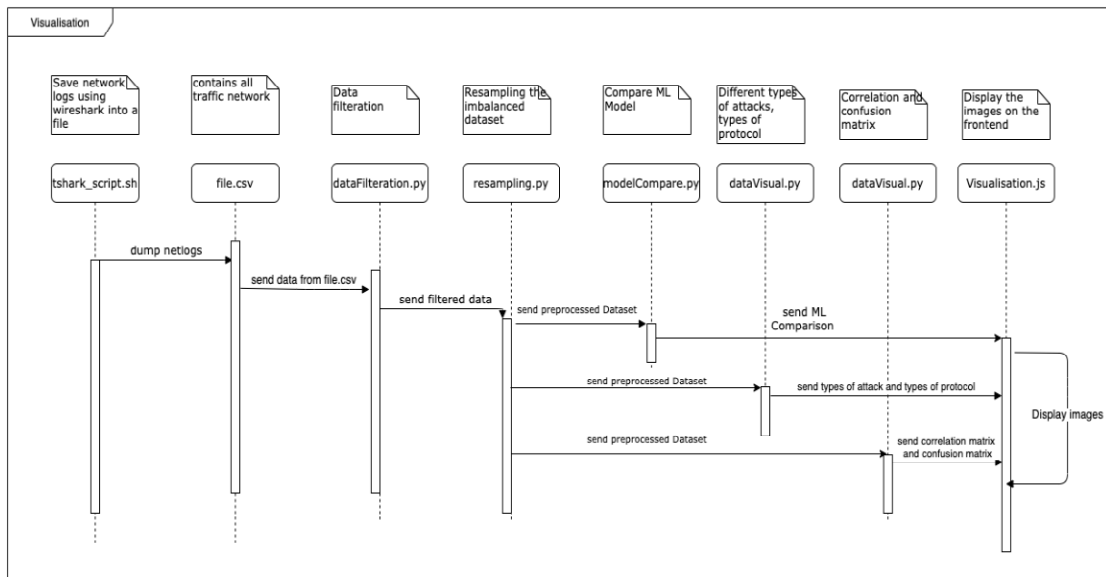 Visualisation
Save network
logs using
wireshark into a
file
contains all
traffic network
Data
filteration
Resampling the
imbalanced
dataset
Compare ML
Model
Different types
of attacks,
types of
protocol
Correlation and
confusion
matrix
Display the
images on the
frontend
tshark_script.sh
file.csv
dataFilteration.py
resampling.py
modelCompare.py
dataVisual.py
dataVisual.py
Visualisation.js
dump netlogs
send data from file.csv
send filtered data
send preprocessed Dataset
send ML
Comparison
send preprocessed Dataset
send types of attack and types of protocol
Display images
send preprocessed Dataset
send correlation matrix
and confusion matrix